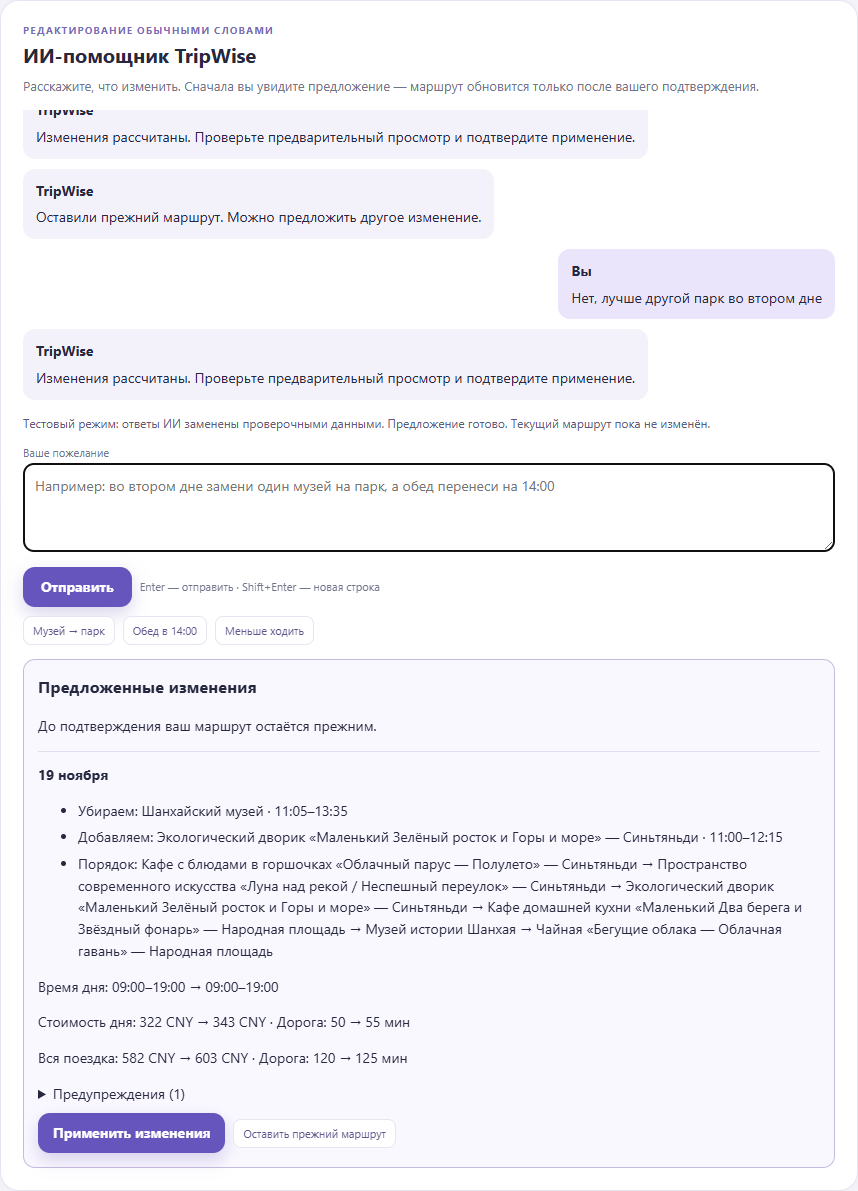 РЕДАКТИРОВАНИЕ ОБЫЧНЫМИ СЛОВАМИ
ИИ-помощник TripWise
Расскажите, что изменить. Сначала вы увидите предложение — маршрут обновится только после вашего подтверждения.
TripWise
Изменения рассчитаны. Проверьте предварительный просмотр и подтвердите применение.
TripWise
Оставили прежний маршрут. Можно предложить другое изменение.
Вы
Нет, лучше другой парк во втором дне
TripWise
Изменения рассчитаны. Проверьте предварительный просмотр и подтвердите применение.
Тестовый режим: ответы ИИ заменены проверочными данными. Предложение готово. Текущий маршрут пока не изменён.
Ваше пожелание
Например: во втором дне замени один музей на парк, а обед перенеси на 14:00
Отправить
Enter — отправить · Shift+Enter — новая строка
Музей → парк
Обед в 14:00
Меньше ходить
Предложенные изменения
До подтверждения ваш маршрут остаётся прежним.
19 ноября
• Убираем: Шанхайский музей · 11:05–13:35
• Добавляем: Экологический дворик «Маленький Зелёный росток и Горы и море» — Синьтяньди · 11:00–12:15
• Порядок: Кафе с блюдами в горшочках «Облачный парус — Полулето» — Синьтяньди → Пространство
современного искусства «Луна над рекой / Неспешный переулок» — Синьтяньди → Экологический дворик
«Маленький Зелёный росток и Горы и море» — Синьтяньди → Кафе домашней кухни «Маленький Два берега и
Звёздный фонарь» — Народная площадь → Музей истории Шанхая → Чайная «Бегущие облака — Облачная
гавань» — Народная площадь
Время дня: 09:00–19:00 → 09:00–19:00
Стоимость дня: 322 CNY → 343 CNY · Дорога: 50 → 55 мин
Вся поездка: 582 CNY → 603 CNY · Дорога: 120 → 125 мин
▶ Предупреждения (1)
Применить изменения
Оставить прежний маршрут